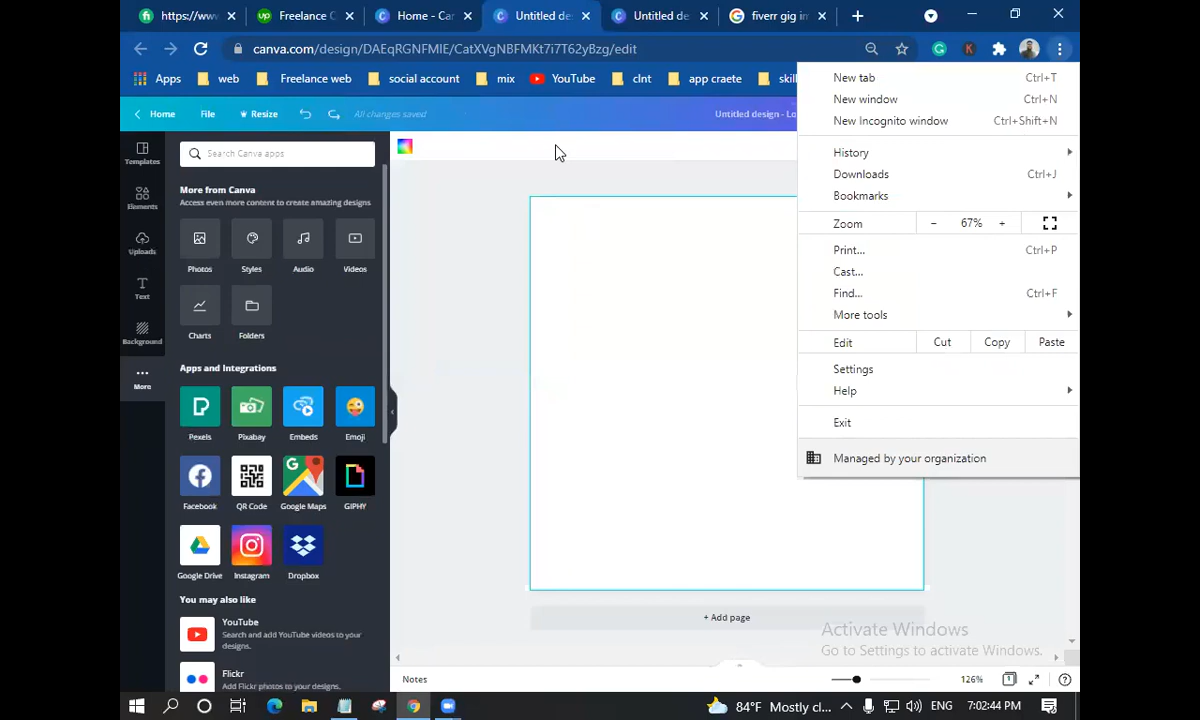 https://www
Freelance C
Home - Car
Untitled de
Untitled de
fiverr gig im
canva.com/design/DAEqRGNFMIE/CatXVgNBFMKt7i7T62yBzg/edit
K
Apps
web
Freelance web
social account
mix
YouTube
clnt
app craete
skil
Home
File
Resize
All changes saved
Untitled design - Lo
Templates
Elements
Uploads
Text
Background
More
Search Canva apps
More from Canva
Access even more content to create amazing designs
Photos
Styles
Audio
Videos
Charts
Folders
Apps and Integrations
Pexels
Pixabay
Embeds
Emoji
Facebook
QR Code
Google Maps
GIPHY
Google Drive
Instagram
Dropbox
You may also like
YouTube
Search and add YouTube videos to your
designs.
Flickr
Add Flickr photos to your designs.
New tab Ctrl+T
New window Ctrl+N
New Incognito window Ctrl+Shift+N
History
Downloads Ctrl+J
Bookmarks
Zoom − 67% +
Print... Ctrl+P
Cast...
Find... Ctrl+F
More tools
Edit Cut Copy Paste
Settings
Help
Exit
Managed by your organization
+ Add page
Activate Windows
Go to Settings to activate Windows.
Notes
126%
1
84°F Mostly cl...
ENG
7:02:44 PM